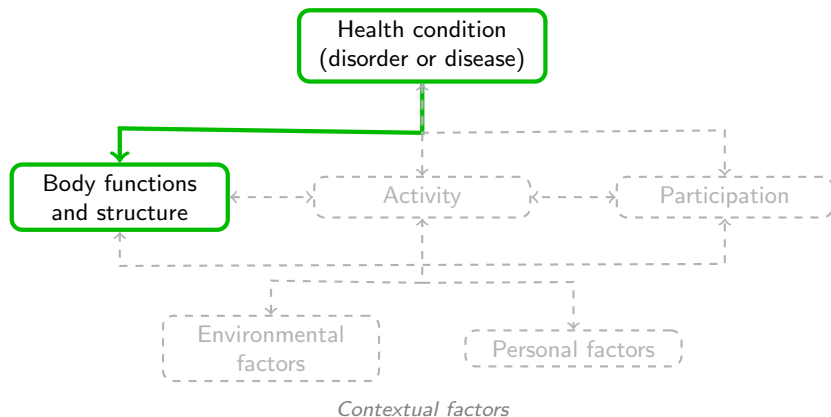 Health condition
(disorder or disease)
Body functions
and structure
Activity
Participation
Environmental
factors
Personal factors
Contextual factors